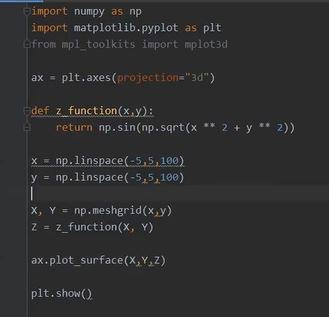 import numpy as np
import matplotlib.pyplot as plt
from mpl_toolkits import mplot3d
ax = plt.axes(projection="3d")
def z_function(x,y):
return np.sin(np.sqrt(x ** 2 + y ** 2))
x = np.linspace(-5,5,100)
y = np.linspace(-5,5,100)
X, Y = np.meshgrid(x,y)
Z = z_function(X, Y)
ax.plot_surface(X,Y,Z)
plt.show()